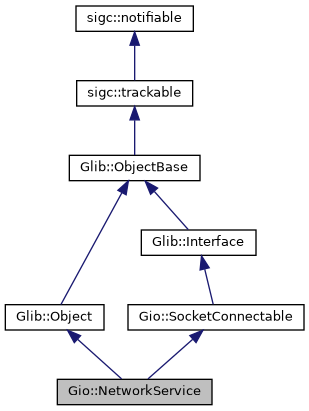 sigc::notifiable
sigc::trackable
Glib::ObjectBase
Glib::Interface
Glib::Object
Gio::SocketConnectable
Gio::NetworkService